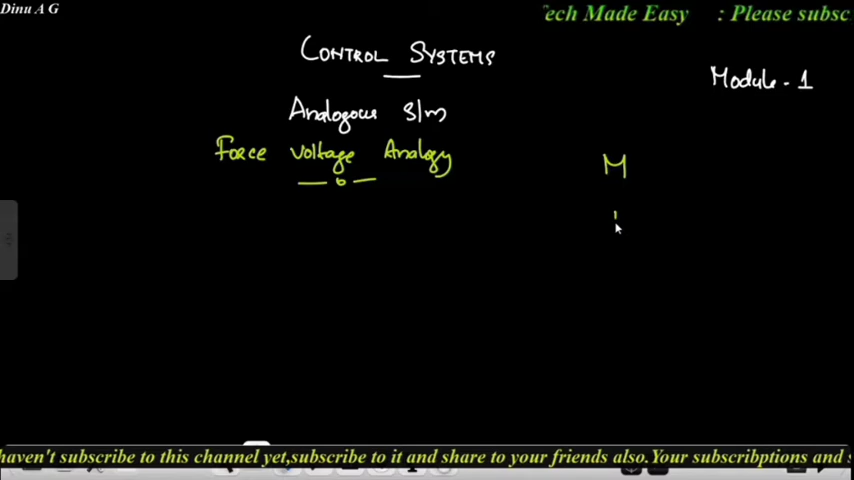 Dinu A G
ech Made Easy : Please subsc
CONTROL SYSTEMS
Module - 1
Analogous S/m
Force Voltage Analogy
M
haven't subscribe to this channel yet,subscribe to it and share to your friends also.Your subscribptions and s